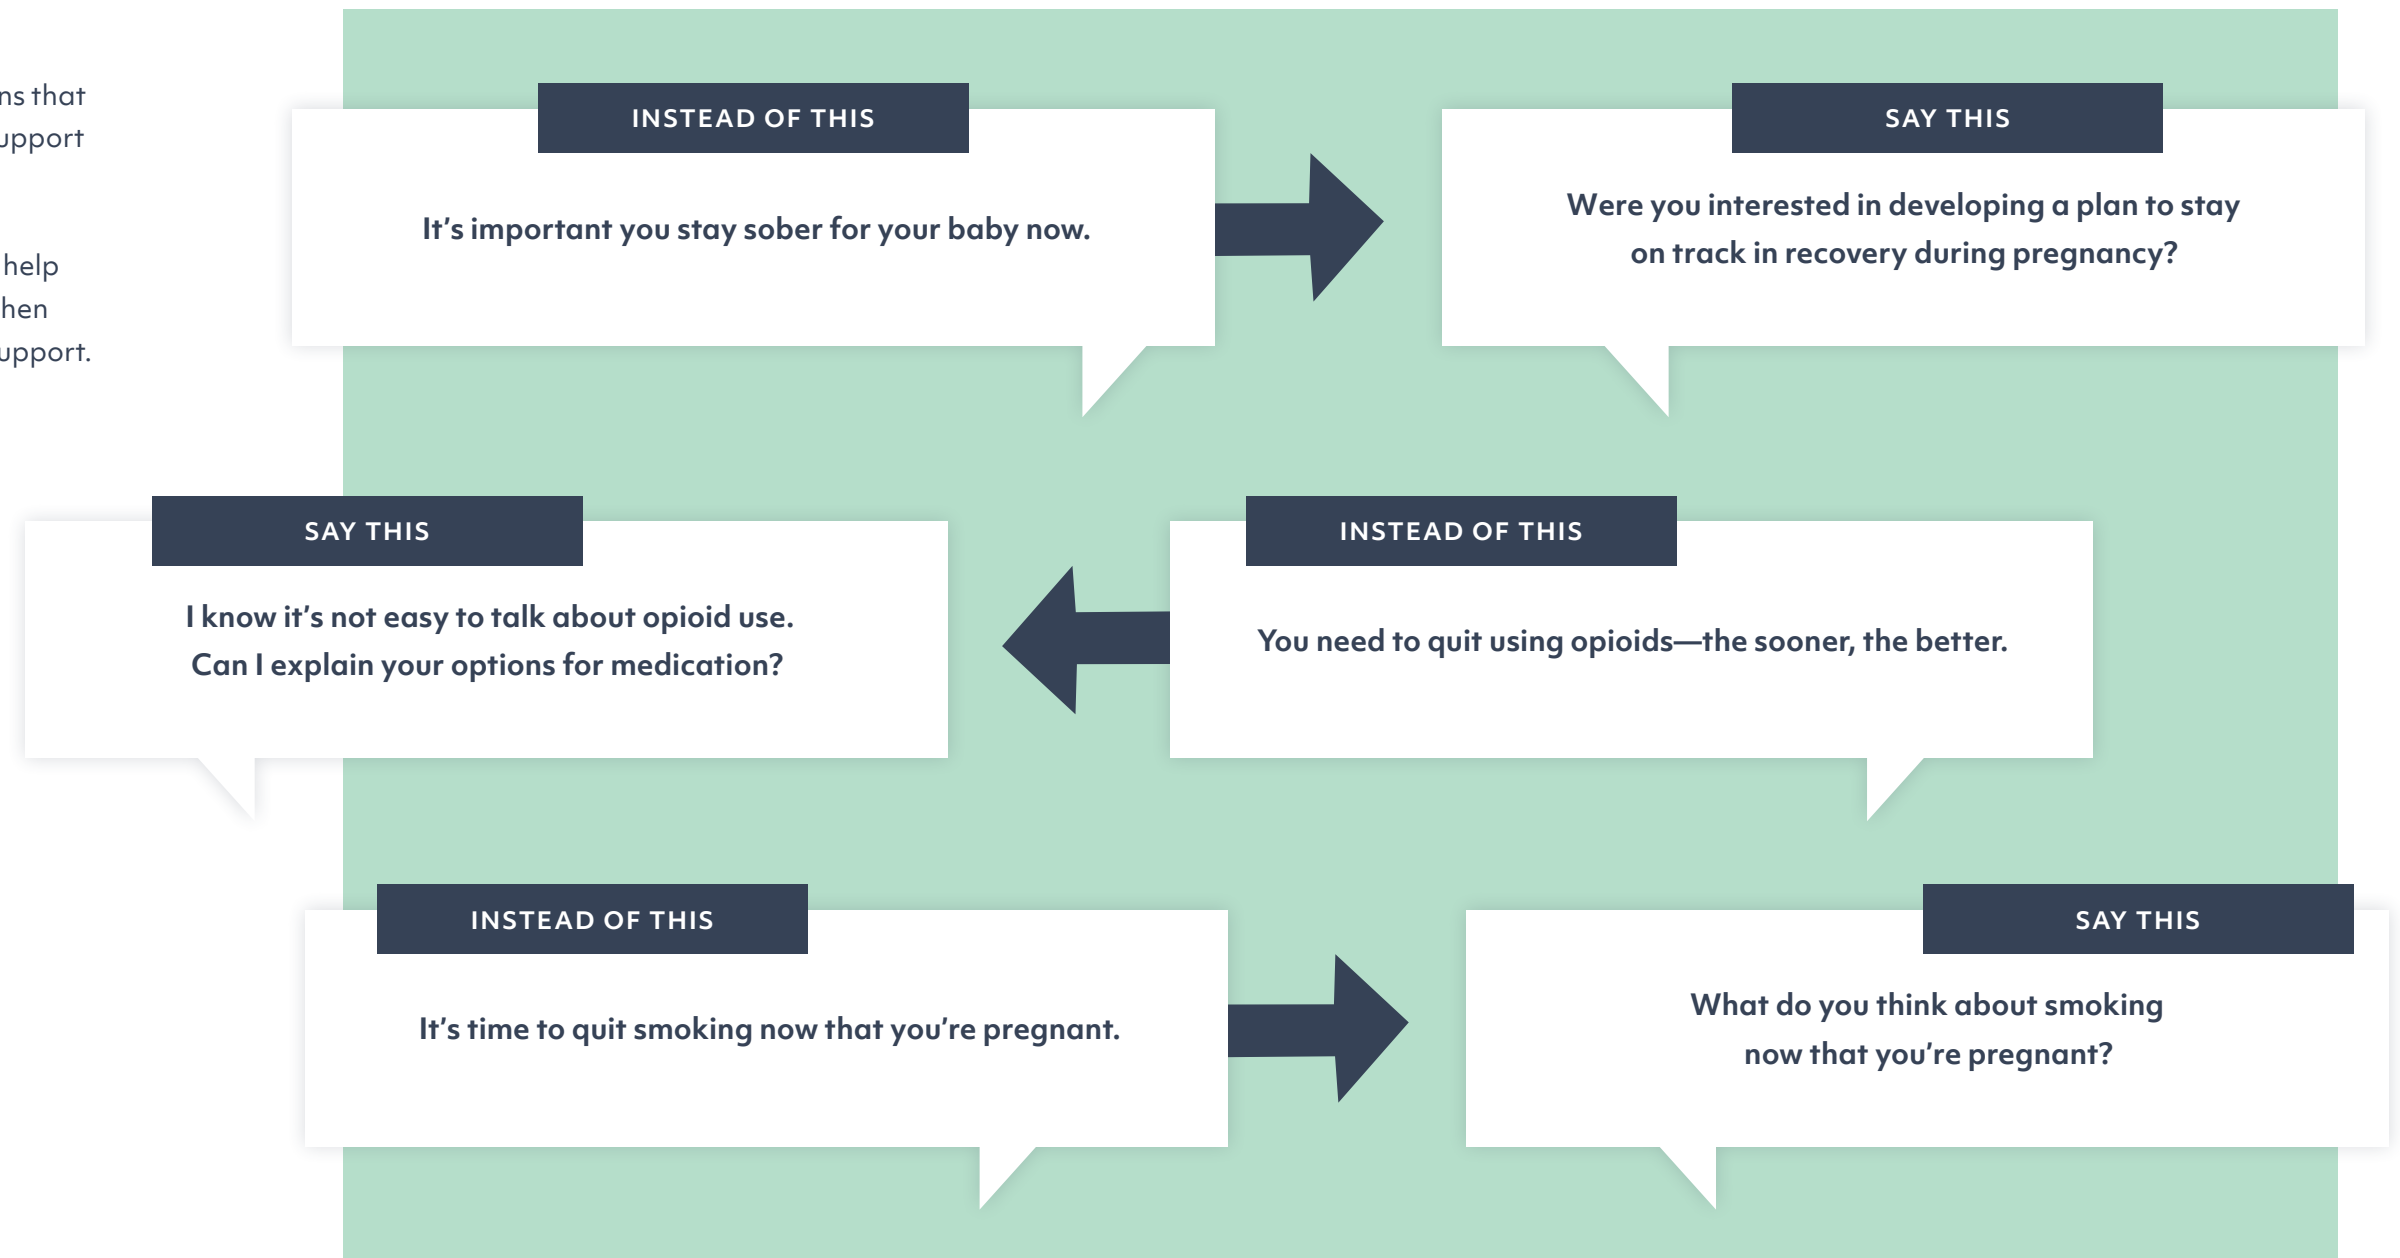 ns that
upport
help
hen
upport.
INSTEAD OF THIS
It’s important you stay sober for your baby now.
SAY THIS
Were you interested in developing a plan to stay
on track in recovery during pregnancy?
INSTEAD OF THIS
You need to quit using opioids—the sooner, the better.
SAY THIS
I know it’s not easy to talk about opioid use.
Can I explain your options for medication?
INSTEAD OF THIS
It’s time to quit smoking now that you’re pregnant.
SAY THIS
What do you think about smoking
now that you’re pregnant?